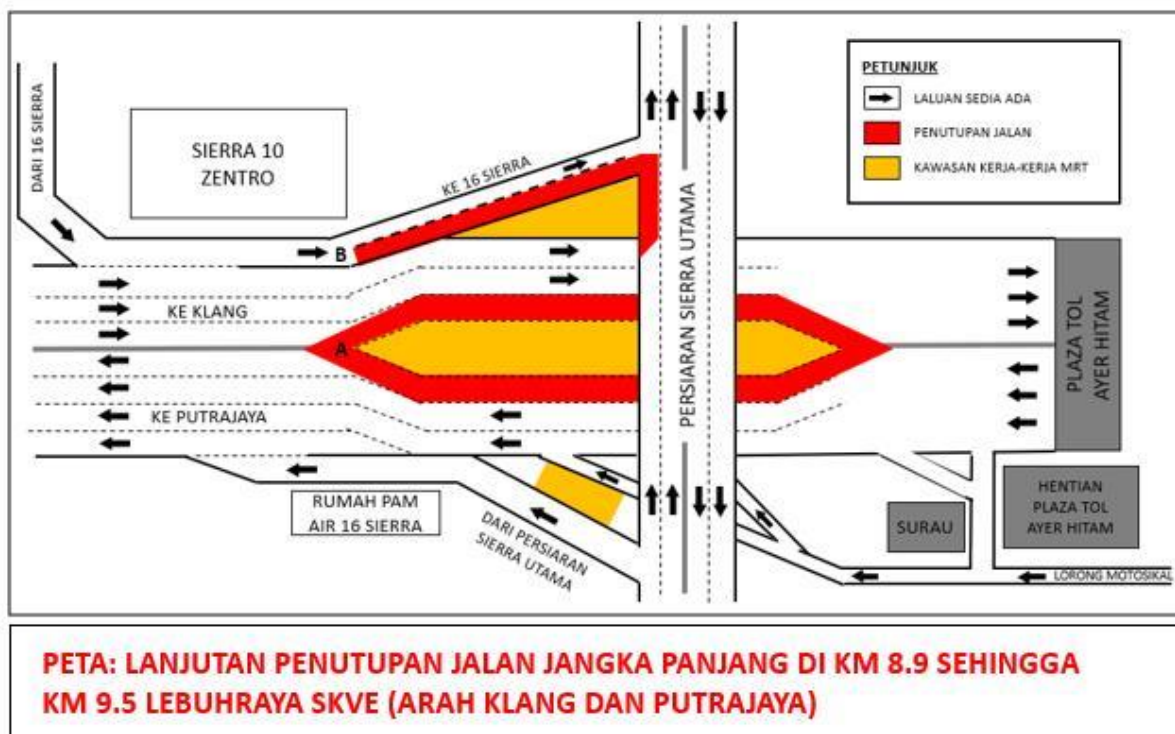 PETUNJUK
LALUAN SEDIA ADA
PENUTUPAN JALAN
KAWASAN KERJA-KERJA MRT
DARI 16 SIERRA
SIERRA 10
ZENTRO
KE 16 SIERRA
B
KE KLANG
A
PERSIARAN SIERRA UTAMA
PLAZA TOL
AYER HITAM
KE PUTRAJAYA
RUMAH PAM
AIR 16 SIERRA
DARI PERSIARAN
SIERRA UTAMA
SURAU
HENTIAN
PLAZA TOL
AYER HITAM
LORONG MOTOSIKAL
PETA: LANJUTAN PENUTUPAN JALAN JANGKA PANJANG DI KM 8.9 SEHINGGA
KM 9.5 LEBUHRAYA SKVE (ARAH KLANG DAN PUTRAJAYA)